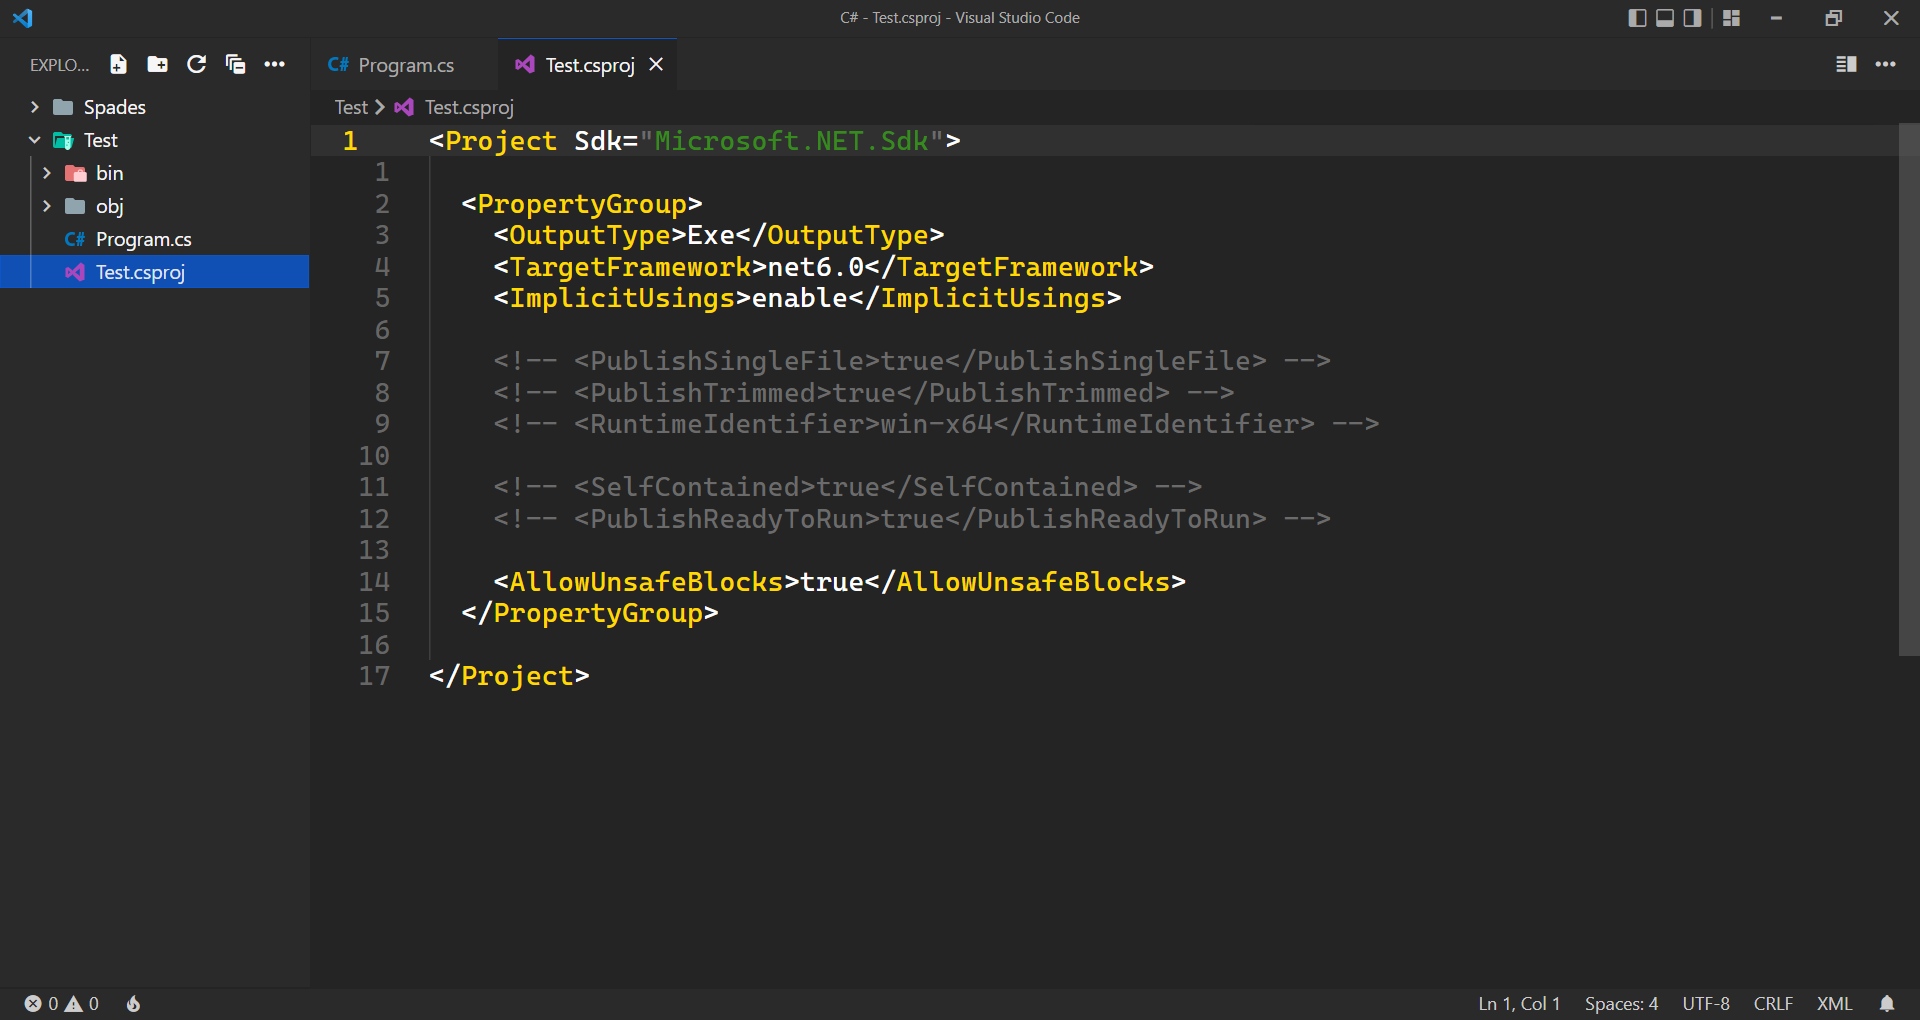 C# - Test.csproj - Visual Studio Code
EXPLO...
C# Program.cs
Test.csproj
Spades
Test
bin
obj
C# Program.cs
Test.csproj
Test > Test.csproj
1 <Project Sdk="Microsoft.NET.Sdk">
1
2 <PropertyGroup>
3 <OutputType>Exe</OutputType>
4 <TargetFramework>net6.0</TargetFramework>
5 <ImplicitUsings>enable</ImplicitUsings>
6
7 <!-- <PublishSingleFile>true</PublishSingleFile> -->
8 <!-- <PublishTrimmed>true</PublishTrimmed> -->
9 <!-- <RuntimeIdentifier>win-x64</RuntimeIdentifier> -->
10
11 <!-- <SelfContained>true</SelfContained> -->
12 <!-- <PublishReadyToRun>true</PublishReadyToRun> -->
13
14 <AllowUnsafeBlocks>true</AllowUnsafeBlocks>
15 </PropertyGroup>
16
17 </Project>
0 0
Ln 1, Col 1 Spaces: 4 UTF-8 CRLF XML